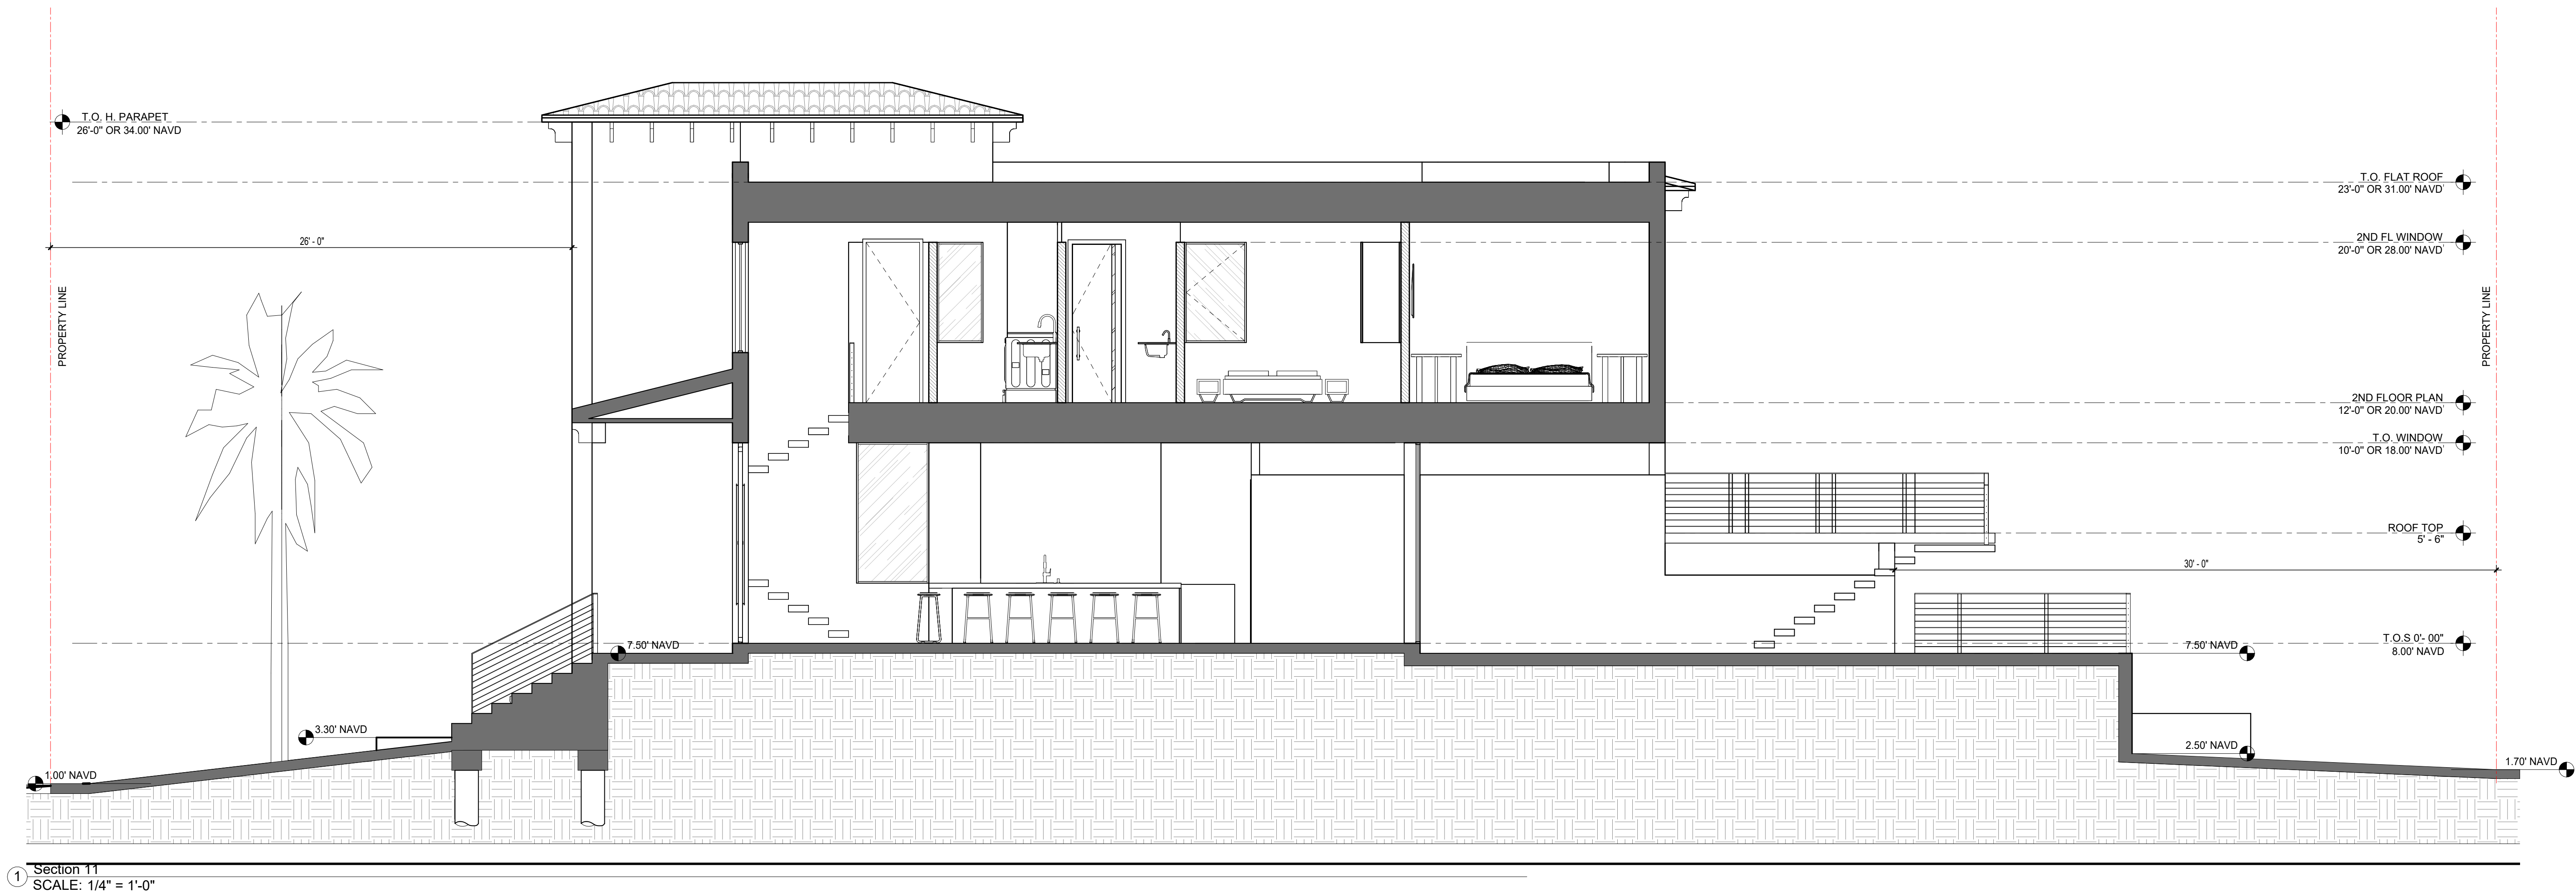 T.O. H. PARAPET
26'-0" OR 34.00' NAVD
T.O. FLAT ROOF
23'-0" OR 31.00' NAVD
26' - 0"
2ND FL WINDOW
20'-0" OR 28.00' NAVD
PROPERTY LINE
PROPERTY LINE
2ND FLOOR PLAN
12'-0" OR 20.00' NAVD
T.O. WINDOW
10'-0" OR 18.00' NAVD
ROOF TOP
5' - 6"
30' - 0"
7.50' NAVD
7.50' NAVD
T.O.S 0'- 00"
8.00' NAVD
3.30' NAVD
2.50' NAVD
1.00' NAVD
1.70' NAVD
1 Section 11
SCALE: 1/4" = 1'-0"